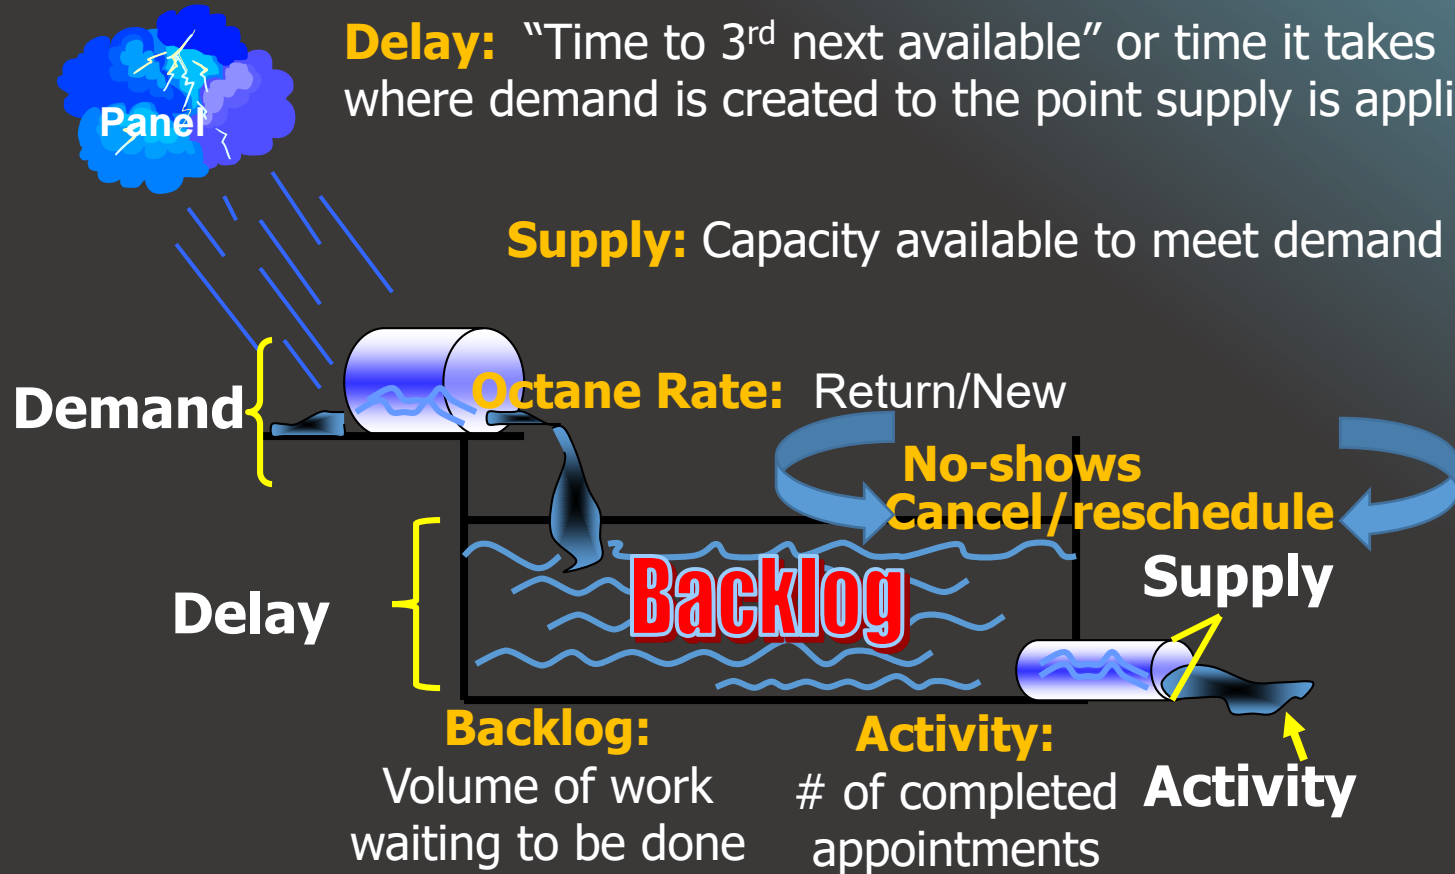 Delay: “Time to 3rd next available” or time it takes
where demand is created to the point supply is appli
Panel
Supply: Capacity available to meet demand
Octane Rate: Return/New
Demand
No-shows
Cancel/reschedule
Supply
Backlog
Delay
Backlog:
Volume of work
waiting to be done
Activity:
# of completed
appointments
Activity